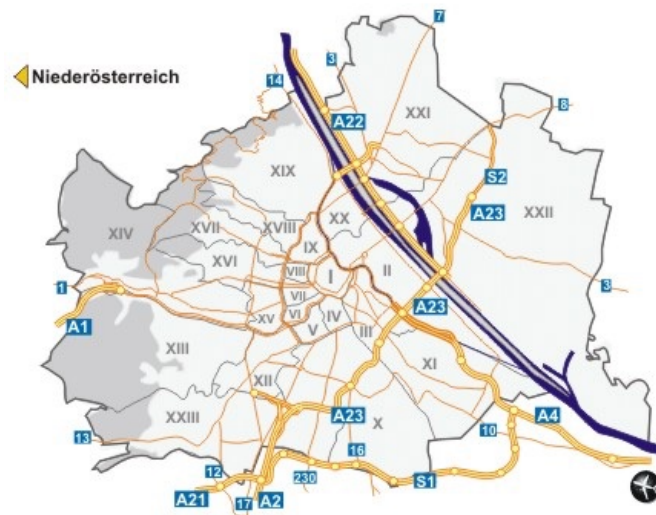 7
3
14
Niederösterreich
8
A22
XXI
XIX
S2
A23
XXII
XX
XIV
XVII
XVIII
IX
XVI
VIII
I
II
1
3
VII
A23
A1
XV
VI
IV
V
III
XIII
XI
XII
A23
XXIII
X
A4
13
10
16
12
230
S1
A21
17
A2